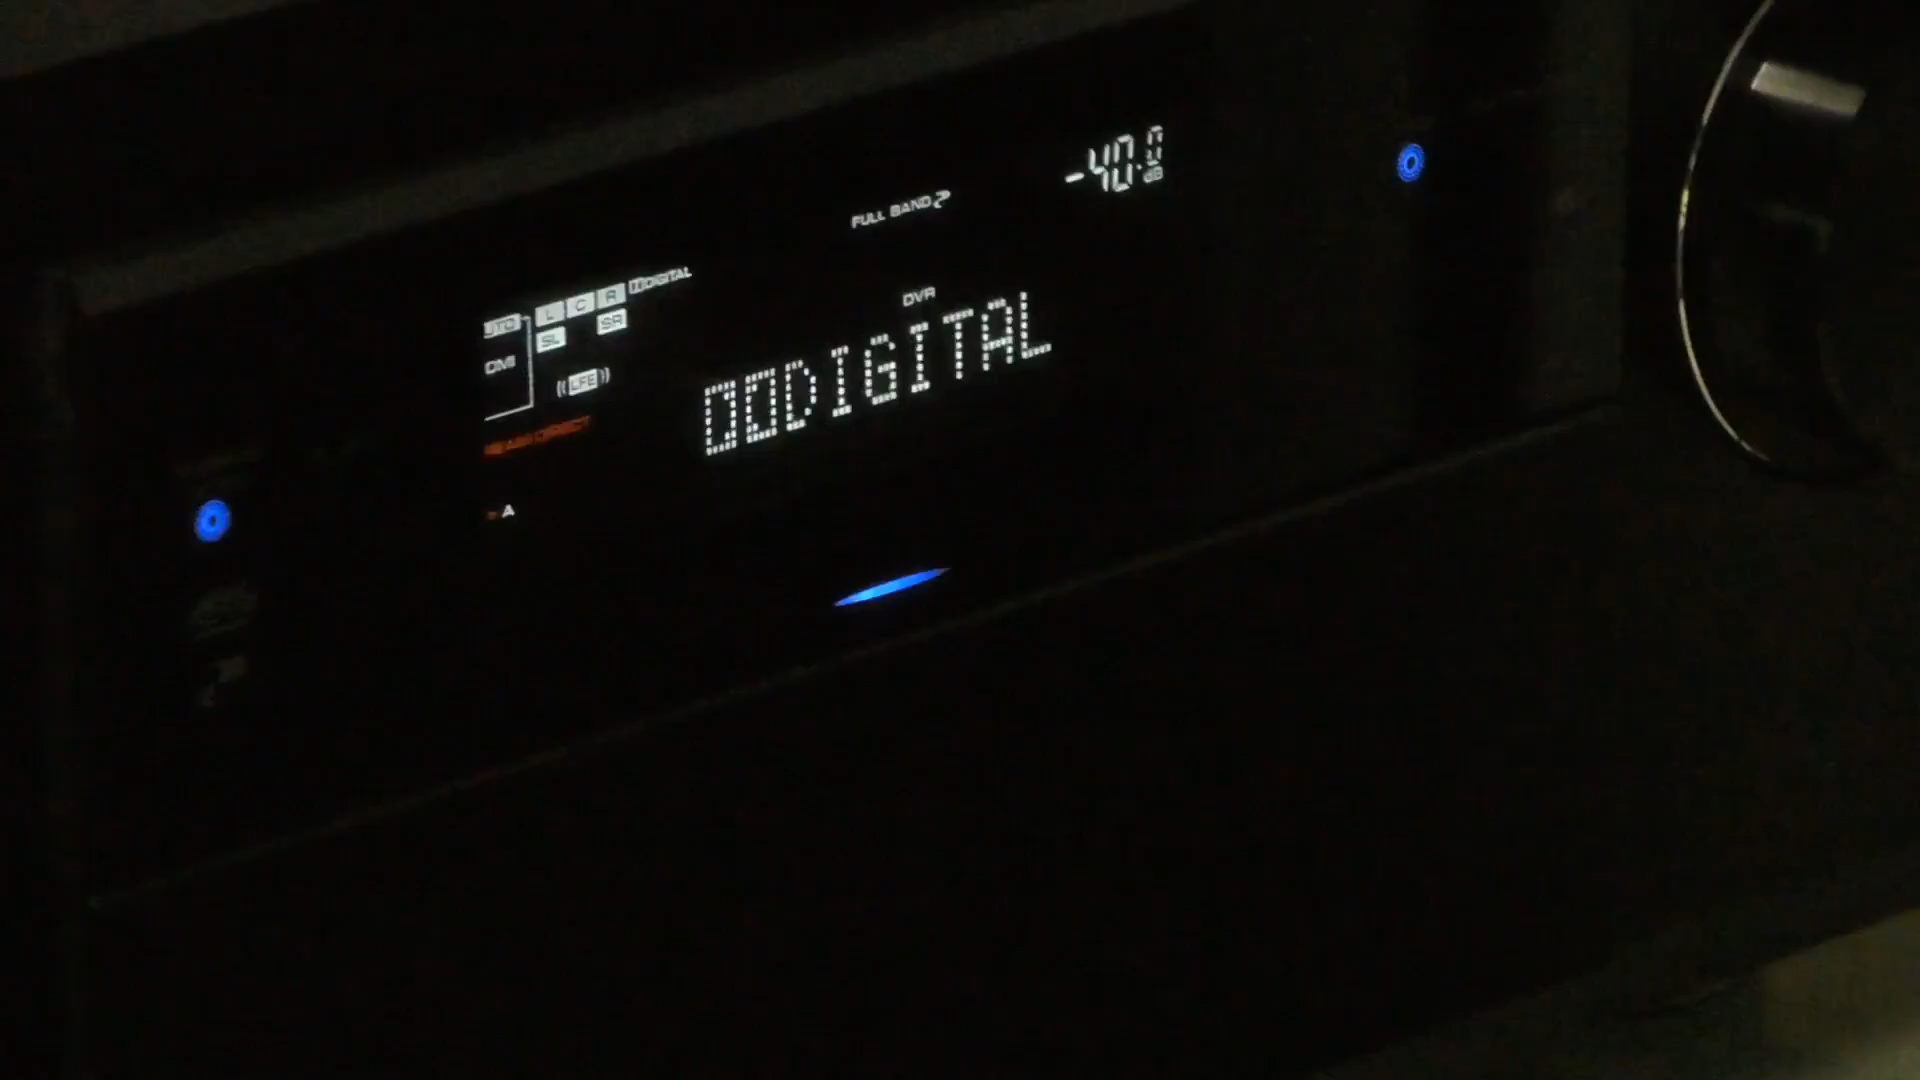 -40.0 dB
FULL BAND
L C R DIGITAL
SL SR
DVR
LFE
DIGITAL
A